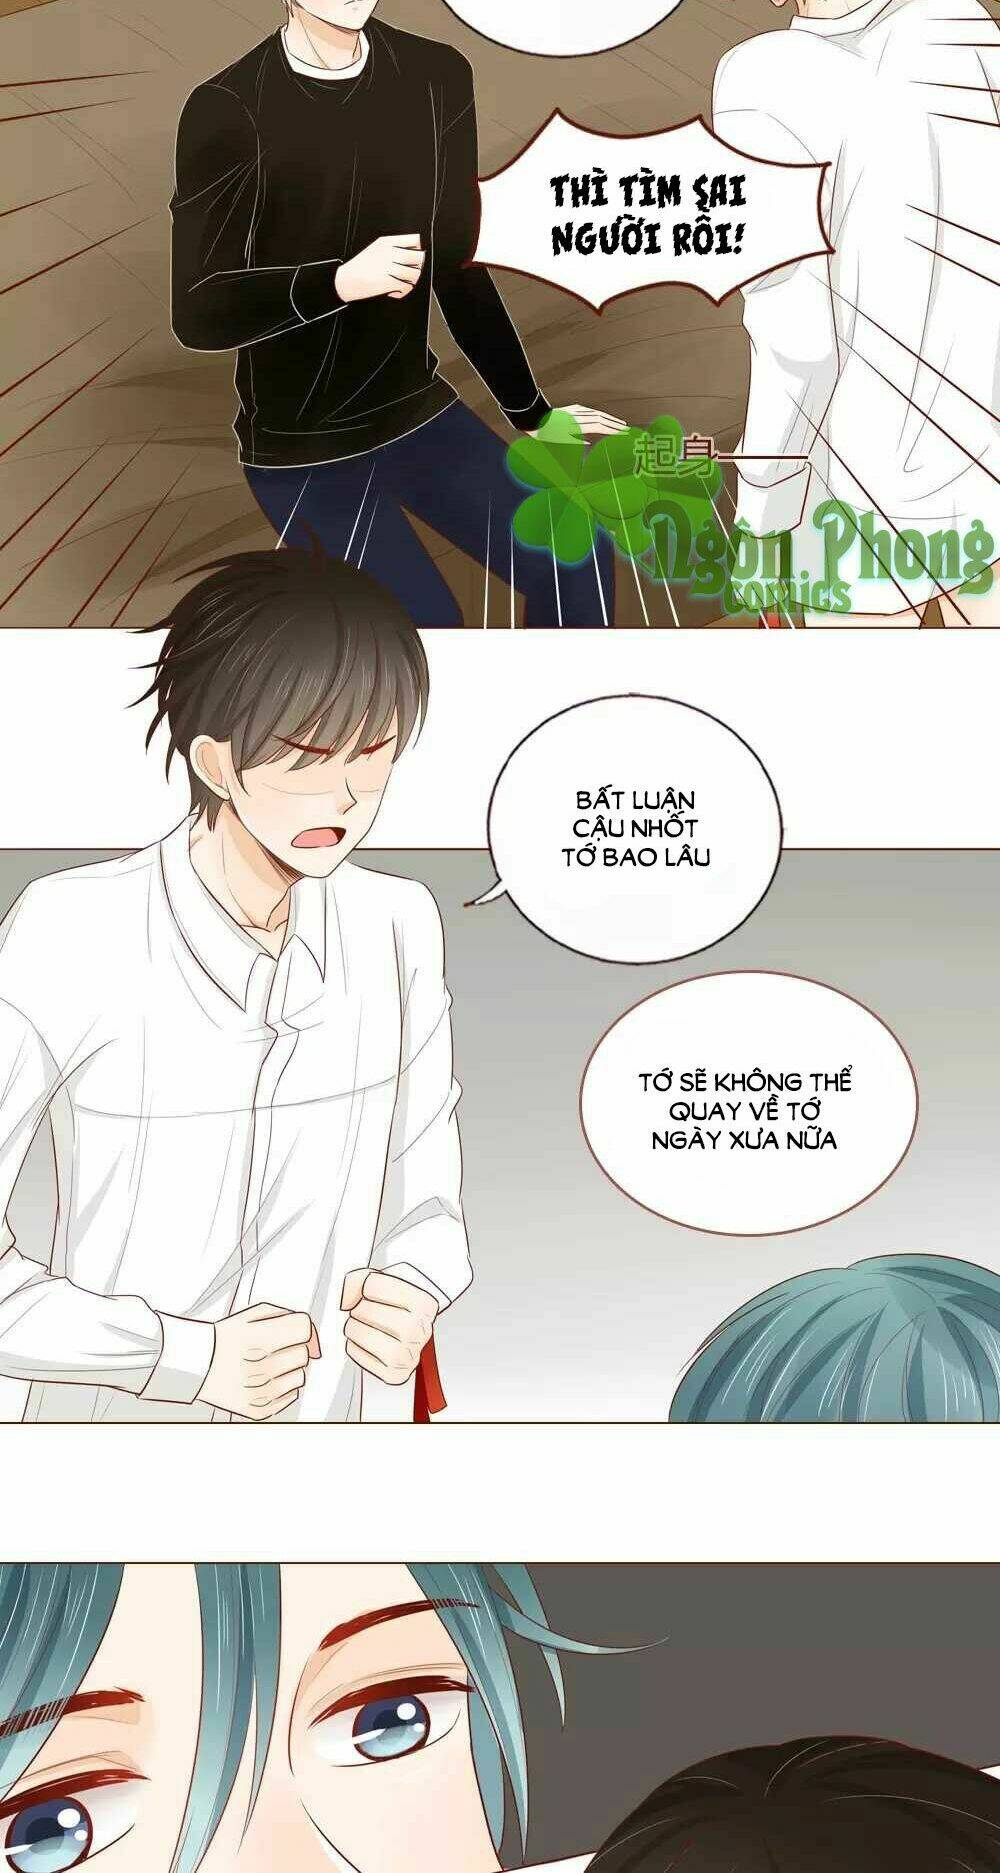 THÌ TÌM SAI
NGƯỜI RỒI!
起身——
Ngôn Phong
comics
BẤT LUẬN
CẬU NHỐT
TỚ BAO LÂU
TỚ SẼ KHÔNG THỂ
QUAY VỀ TỚ
NGÀY XƯA NỮA